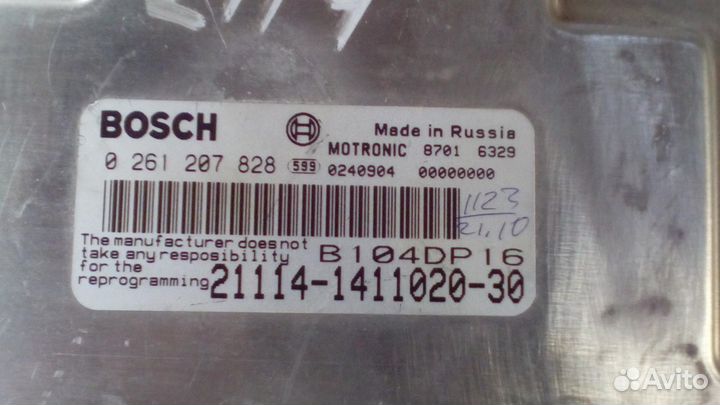 BOSCH
Made in Russia
MOTRONIC 8701 6329
0 261 207 828 599 0240904 00000000
1123
21.10
The manufacturer does not
take any resposibility
for the
reprogramming
B104DP16
21114-1411020-30
Avito